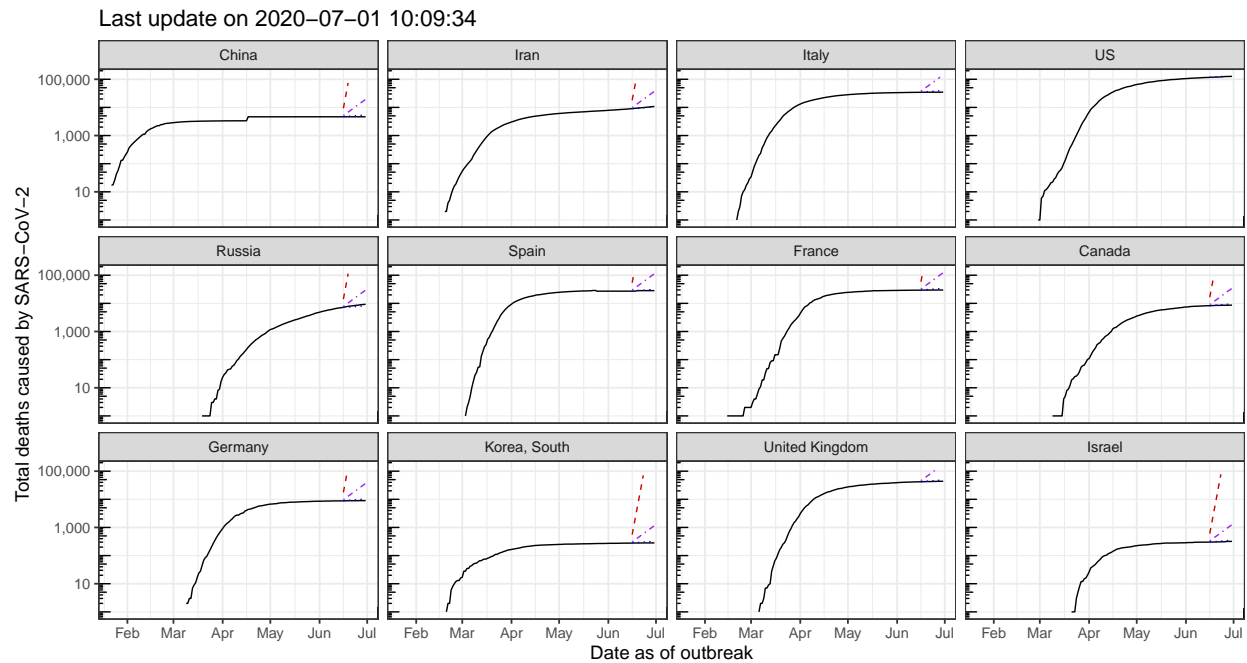 Last update on 2020−07−01 10:09:34
China Iran Italy US
100,000
1,000
10
Russia Spain France Canada
100,000
1,000
10
Germany Korea, South United Kingdom Israel
100,000
1,000
10
Feb Mar Apr May Jun Jul Feb Mar Apr May Jun Jul Feb Mar Apr May Jun Jul Feb Mar Apr May Jun Jul
Date as of outbreak
Total deaths caused by SARS−CoV−2